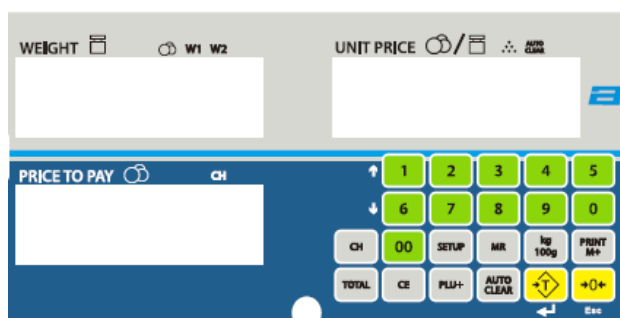 WEIGHT W1 W2
UNIT PRICE / AUTO CLEAR
PRICE TO PAY CH
1 2 3 4 5
6 7 8 9 0
CH 00 SETUP MR kg 100g PRINT M+
TOTAL CE PLU+ AUTO CLEAR →T← →0←
Esc